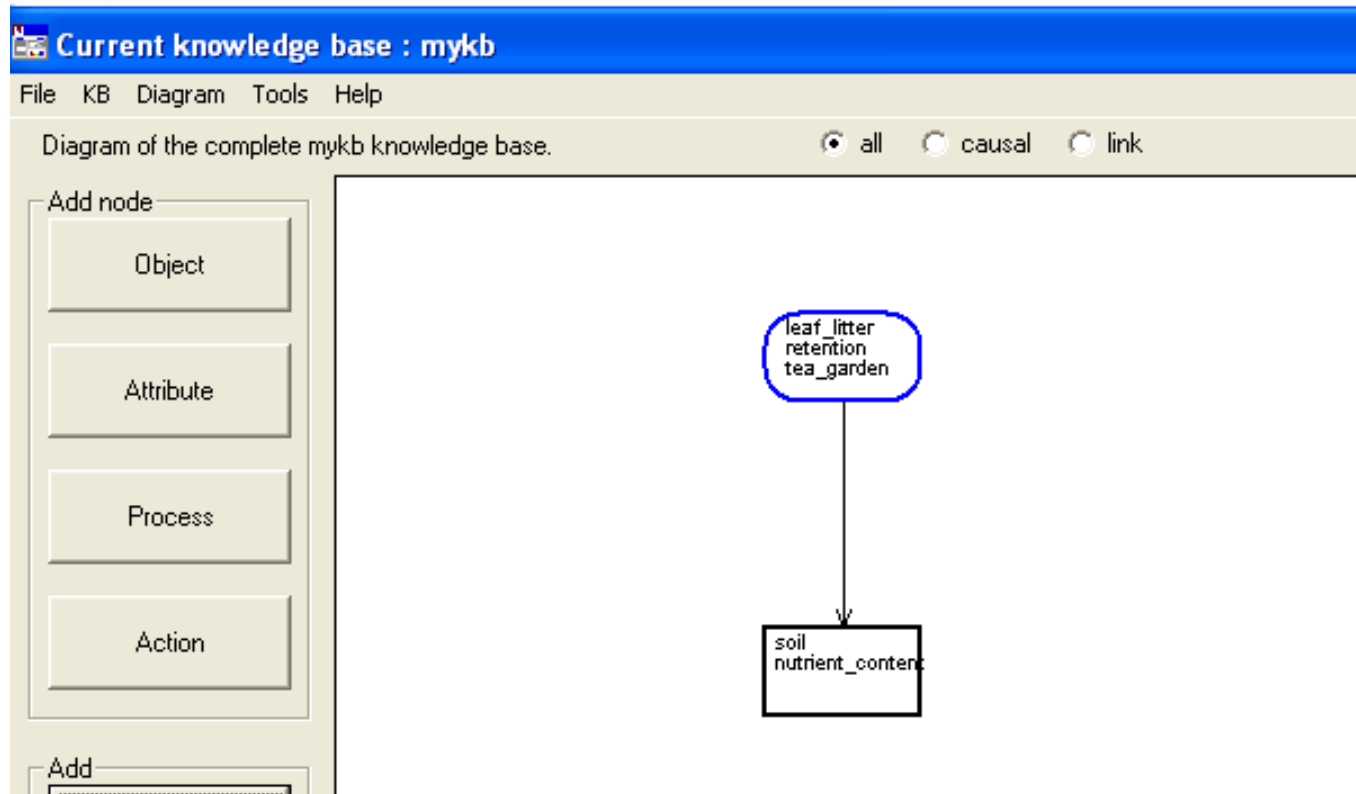 Current knowledge base : mykb
File KB Diagram Tools Help
Diagram of the complete mykb knowledge base.
all causal link
Add node
Object
Attribute
Process
Action
Add
leaf_litter
retention
tea_garden
soil
nutrient_content